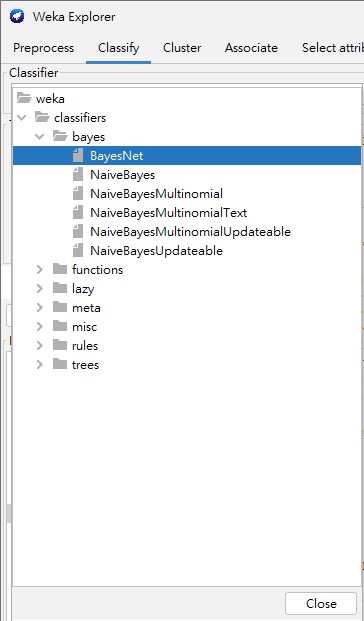 Weka Explorer
Preprocess Classify Cluster Associate Select attri
Classifier
weka
classifiers
bayes
BayesNet
NaiveBayes
NaiveBayesMultinomial
NaiveBayesMultinomialText
NaiveBayesMultinomialUpdateable
NaiveBayesUpdateable
functions
lazy
meta
misc
rules
trees
Close